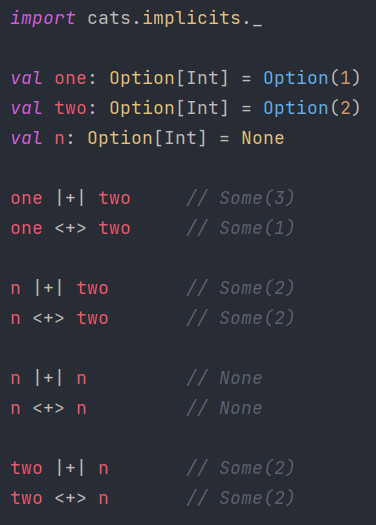 import cats.implicits._
val one: Option[Int] = Option(1)
val two: Option[Int] = Option(2)
val n: Option[Int] = None
one |+| two     // Some(3)
one <+> two     // Some(1)
n |+| two       // Some(2)
n <+> two       // Some(2)
n |+| n         // None
n <+> n         // None
two |+| n       // Some(2)
two <+> n       // Some(2)